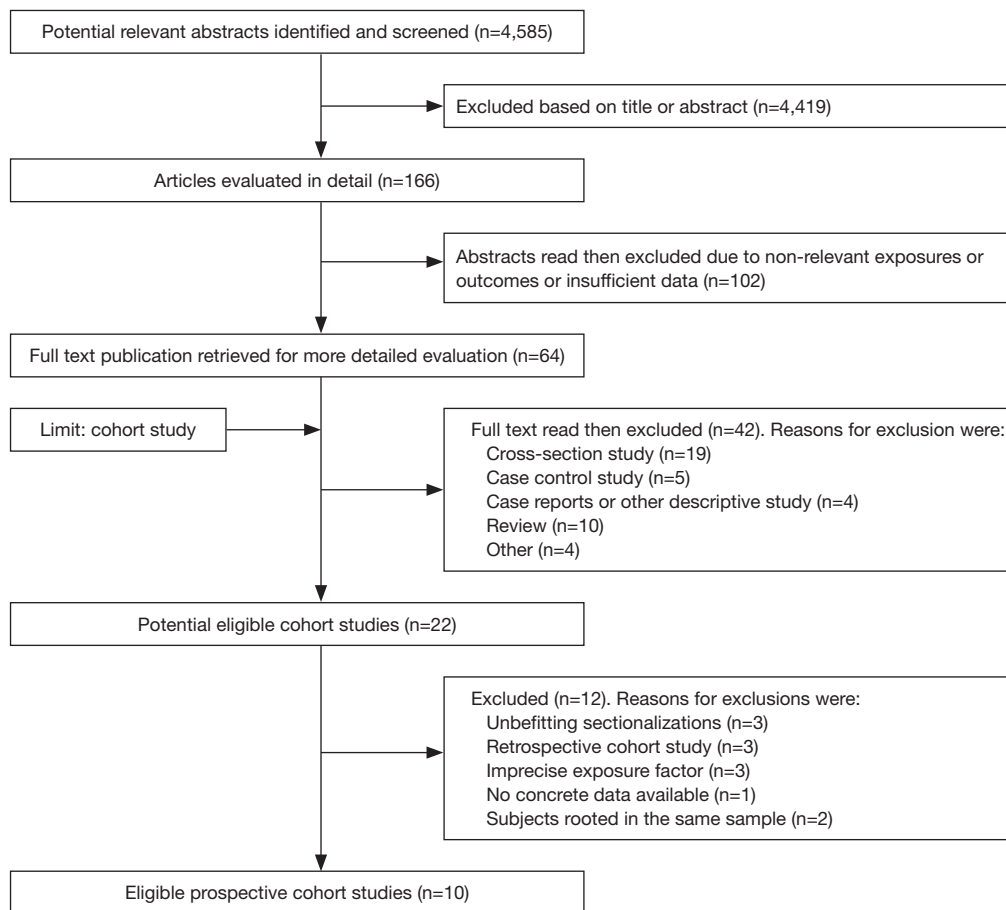 Potential relevant abstracts identified and screened (n=4,585)
Excluded based on title or abstract (n=4,419)
Articles evaluated in detail (n=166)
Abstracts read then excluded due to non-relevant exposures or
outcomes or insufficient data (n=102)
Full text publication retrieved for more detailed evaluation (n=64)
Limit: cohort study
Full text read then excluded (n=42). Reasons for exclusion were:
Cross-section study (n=19)
Case control study (n=5)
Case reports or other descriptive study (n=4)
Review (n=10)
Other (n=4)
Potential eligible cohort studies (n=22)
Excluded (n=12). Reasons for exclusions were:
Unbefitting sectionalizations (n=3)
Retrospective cohort study (n=3)
Imprecise exposure factor (n=3)
No concrete data available (n=1)
Subjects rooted in the same sample (n=2)
Eligible prospective cohort studies (n=10)